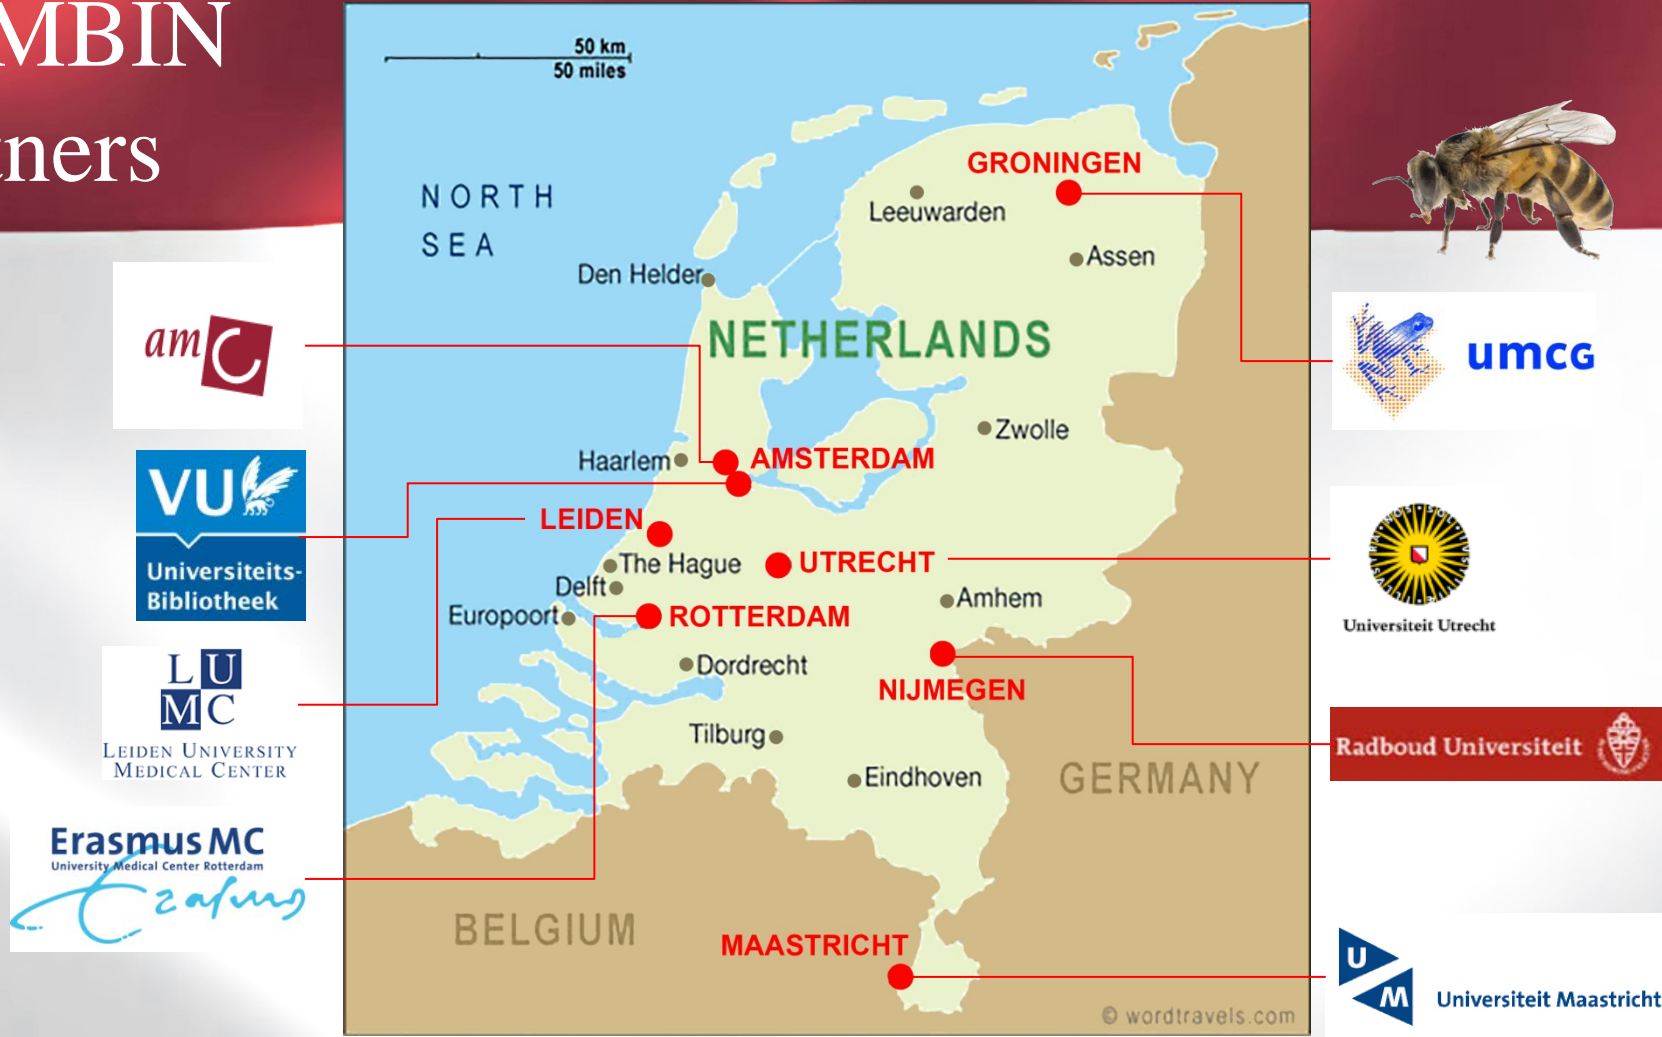 MBIN
tners
50 km
50 miles
NORTH
SEA
GRONINGEN
Leeuwarden
Assen
Den Helder
NETHERLANDS
Zwolle
Haarlem
AMSTERDAM
LEIDEN
The Hague
UTRECHT
Delft
Arnhem
Europoort
ROTTERDAM
Dordrecht
NIJMEGEN
Tilburg
Eindhoven
GERMANY
BELGIUM
MAASTRICHT
© wordtravels.com
amC
VU
Universiteits-
Bibliotheek
LU
MC
LEIDEN UNIVERSITY
MEDICAL CENTER
Erasmus MC
University Medical Center Rotterdam
Erasmus
umcG
Universiteit Utrecht
Radboud Universiteit
U
M
Universiteit Maastricht